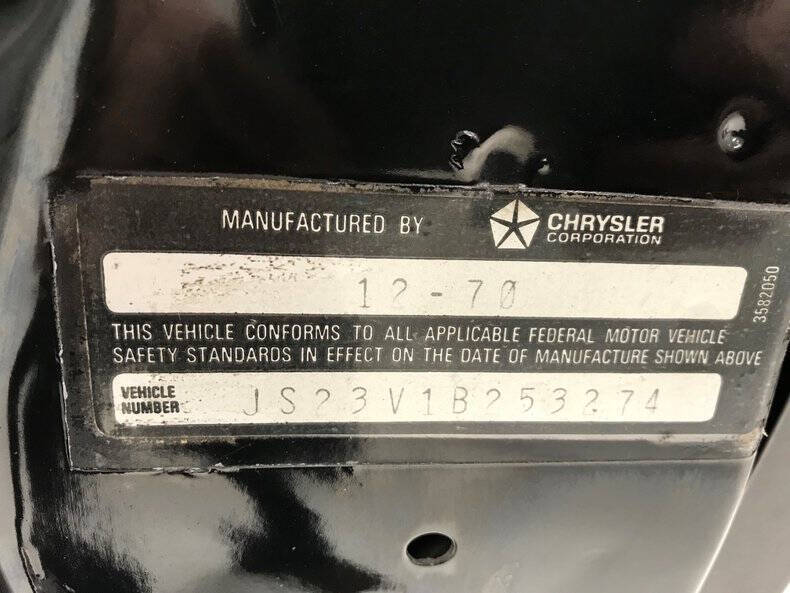 MANUFACTURED BY CHRYSLER CORPORATION
12-70
3582050
THIS VEHICLE CONFORMS TO ALL APPLICABLE FEDERAL MOTOR VEHICLE
SAFETY STANDARDS IN EFFECT ON THE DATE OF MANUFACTURE SHOWN ABOVE
VEHICLE NUMBER JS23V1B253274